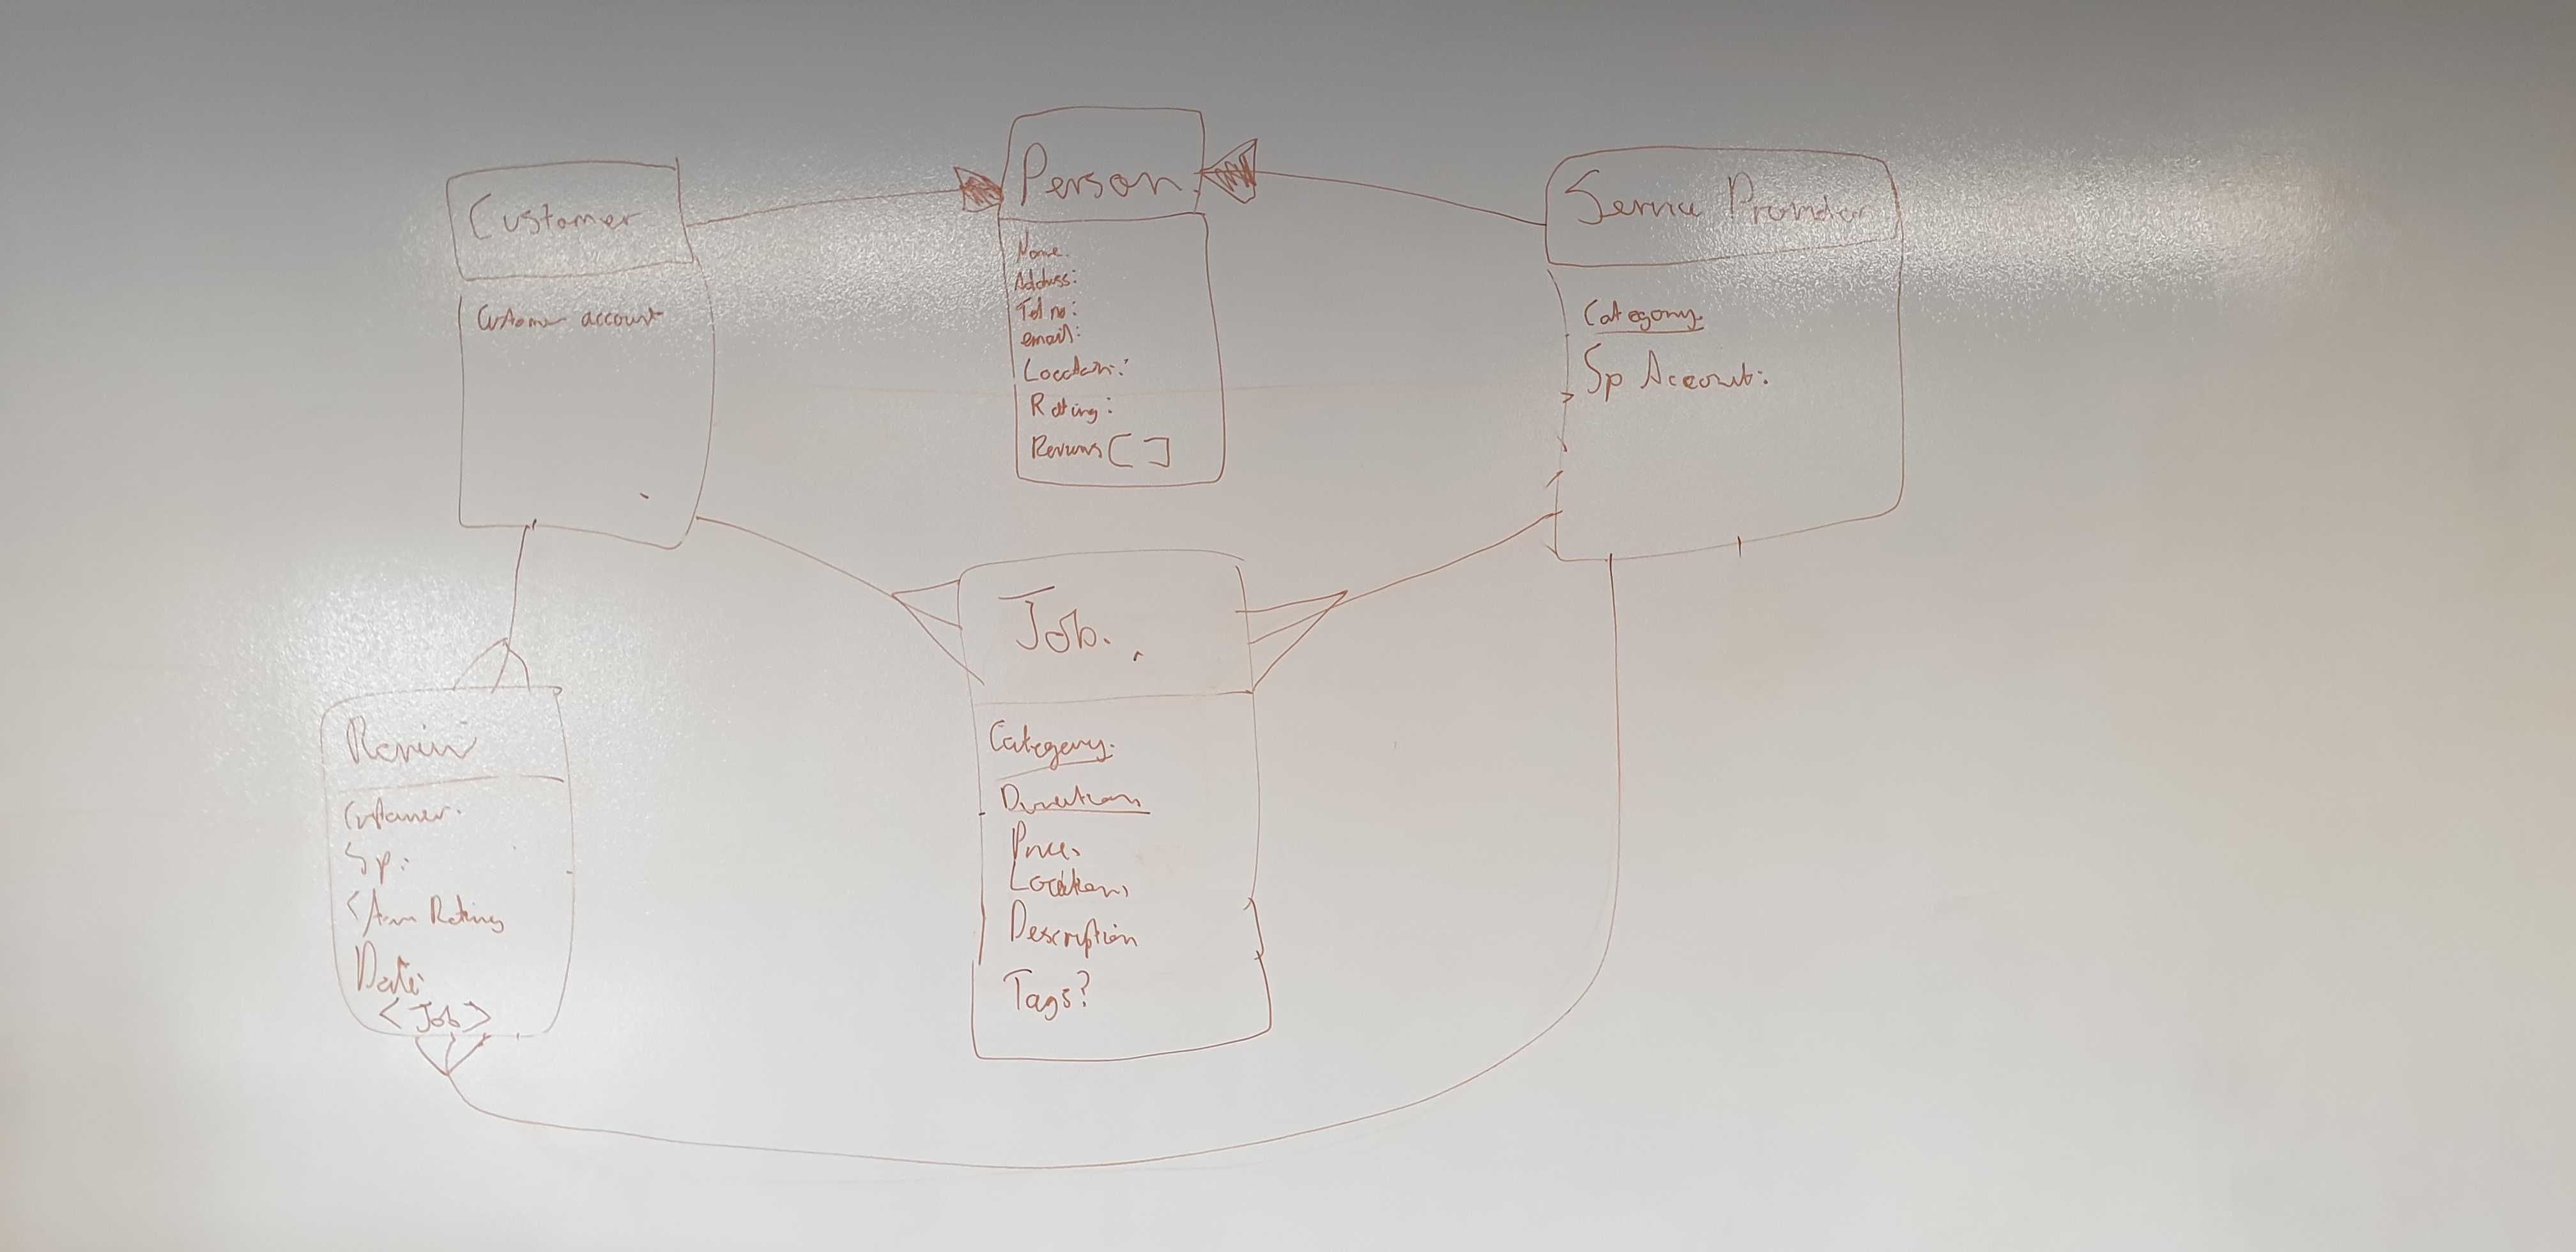 Customer
Customer account
Person
Name
Address:
Tel no:
email:
Location:
Rating:
Reviews [ ]
Service Provider
Category
Sp Account:
Job.
Category
Duration
Price
Location
Description
Tags?
Review
Customer.
Sp:
Rating
Date
<Job>